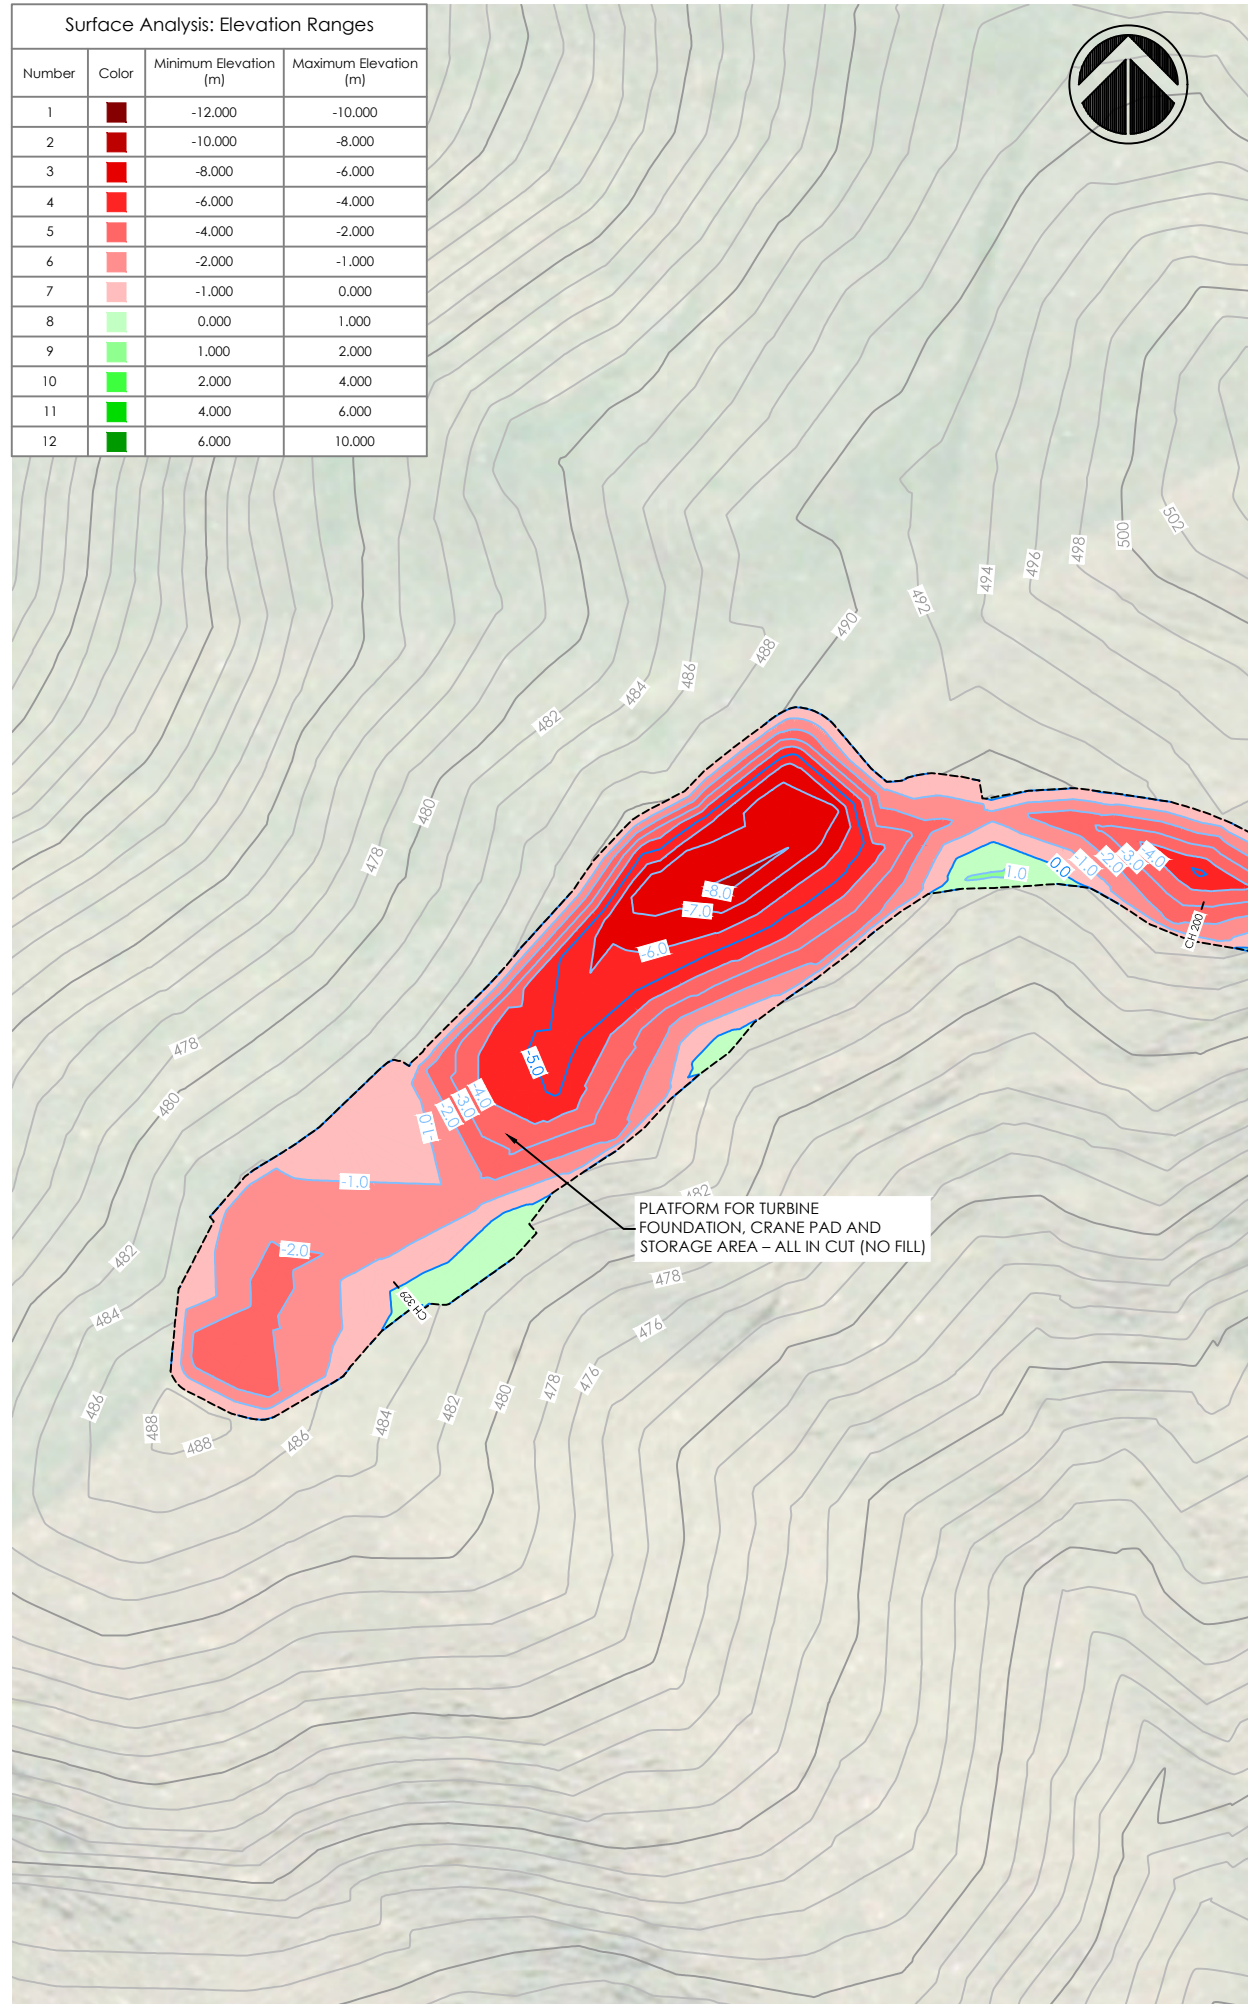 Surface Analysis: Elevation Ranges
Number Color Minimum Elevation (m) Maximum Elevation (m)
1 -12.000 -10.000
2 -10.000 -8.000
3 -8.000 -6.000
4 -6.000 -4.000
5 -4.000 -2.000
6 -2.000 -1.000
7 -1.000 0.000
8 0.000 1.000
9 1.000 2.000
10 2.000 4.000
11 4.000 6.000
12 6.000 10.000
502
500
498
496
494
492
490
488
486
484
482
480
478
1.0
0.0
-1.0
-2.0
-3.0
-4.0
CH 200
-8.0
-7.0
-6.0
-5.0
-4.0
-3.0
-2.0
-1.0
478
480
-1.0
-2.0
482
PLATFORM FOR TURBINE
FOUNDATION, CRANE PAD AND
STORAGE AREA – ALL IN CUT (NO FILL)
482
478
476
CH 329
484
486
488
488
486
484
482
480
478
476